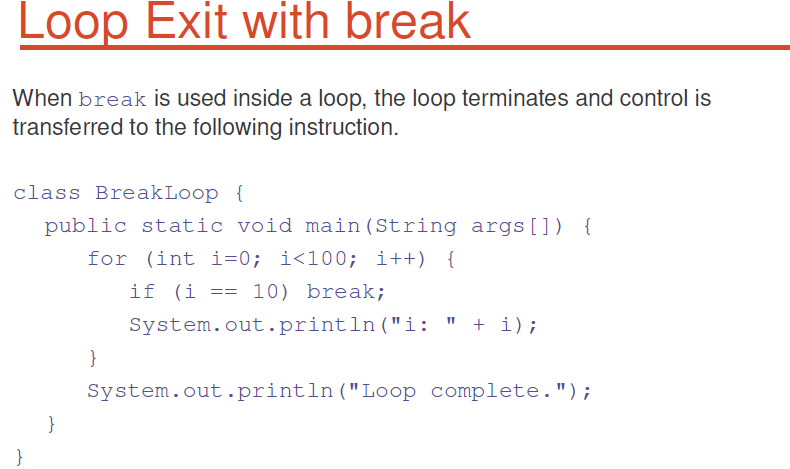 Loop Exit with break
When break is used inside a loop, the loop terminates and control is
transferred to the following instruction.
class BreakLoop {
public static void main(String args[]) {
for (int i=0; i<100; i++) {
if (i == 10) break;
System.out.println("i: " + i);
}
System.out.println("Loop complete.");
}
}